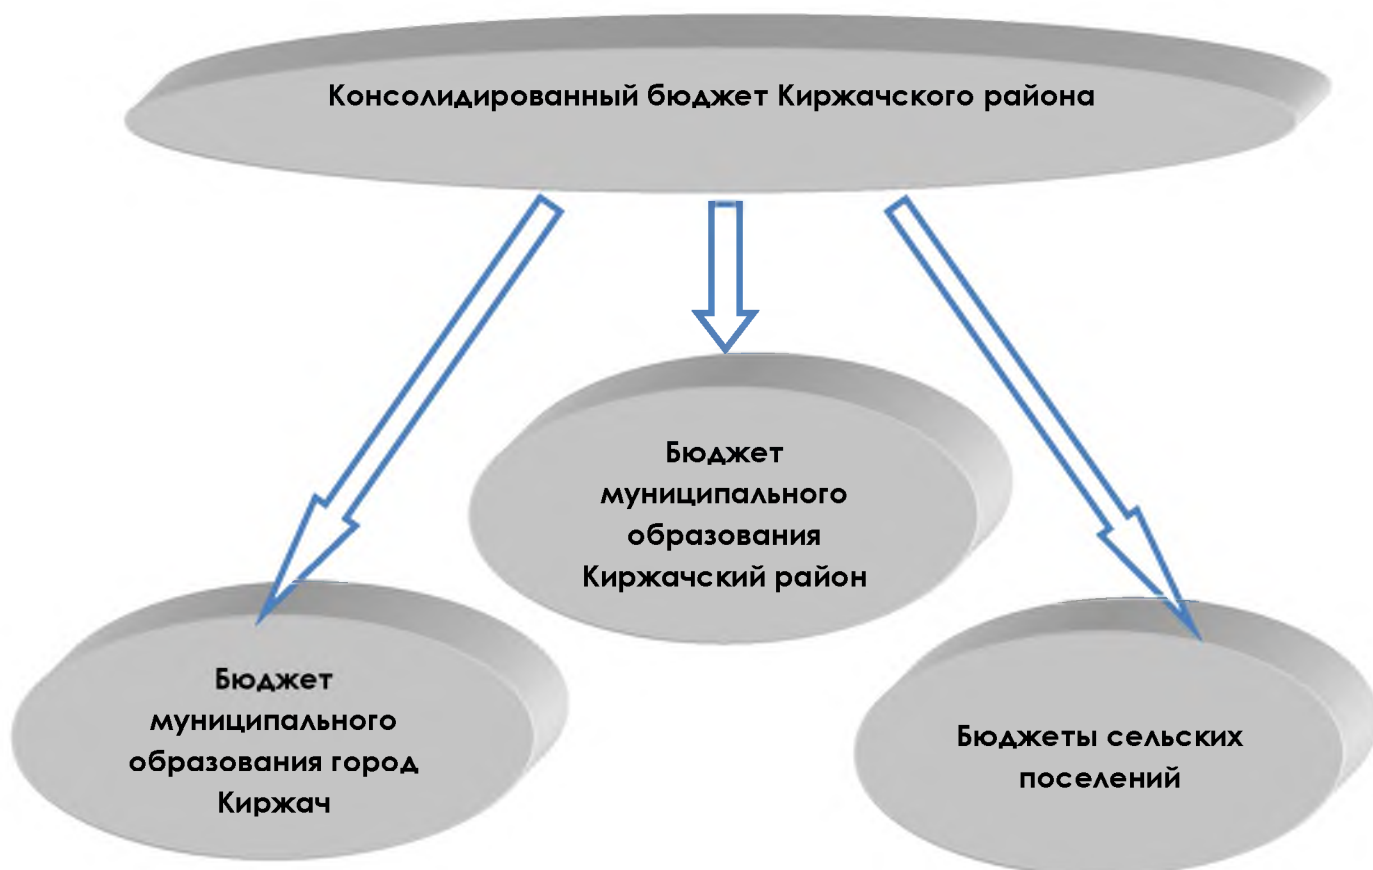 Консолидированный бюджет Киржачского района
Бюджет
муниципального
образования
Киржачский район
Бюджет
муниципального
образования город
Киржач
Бюджеты сельских
поселений